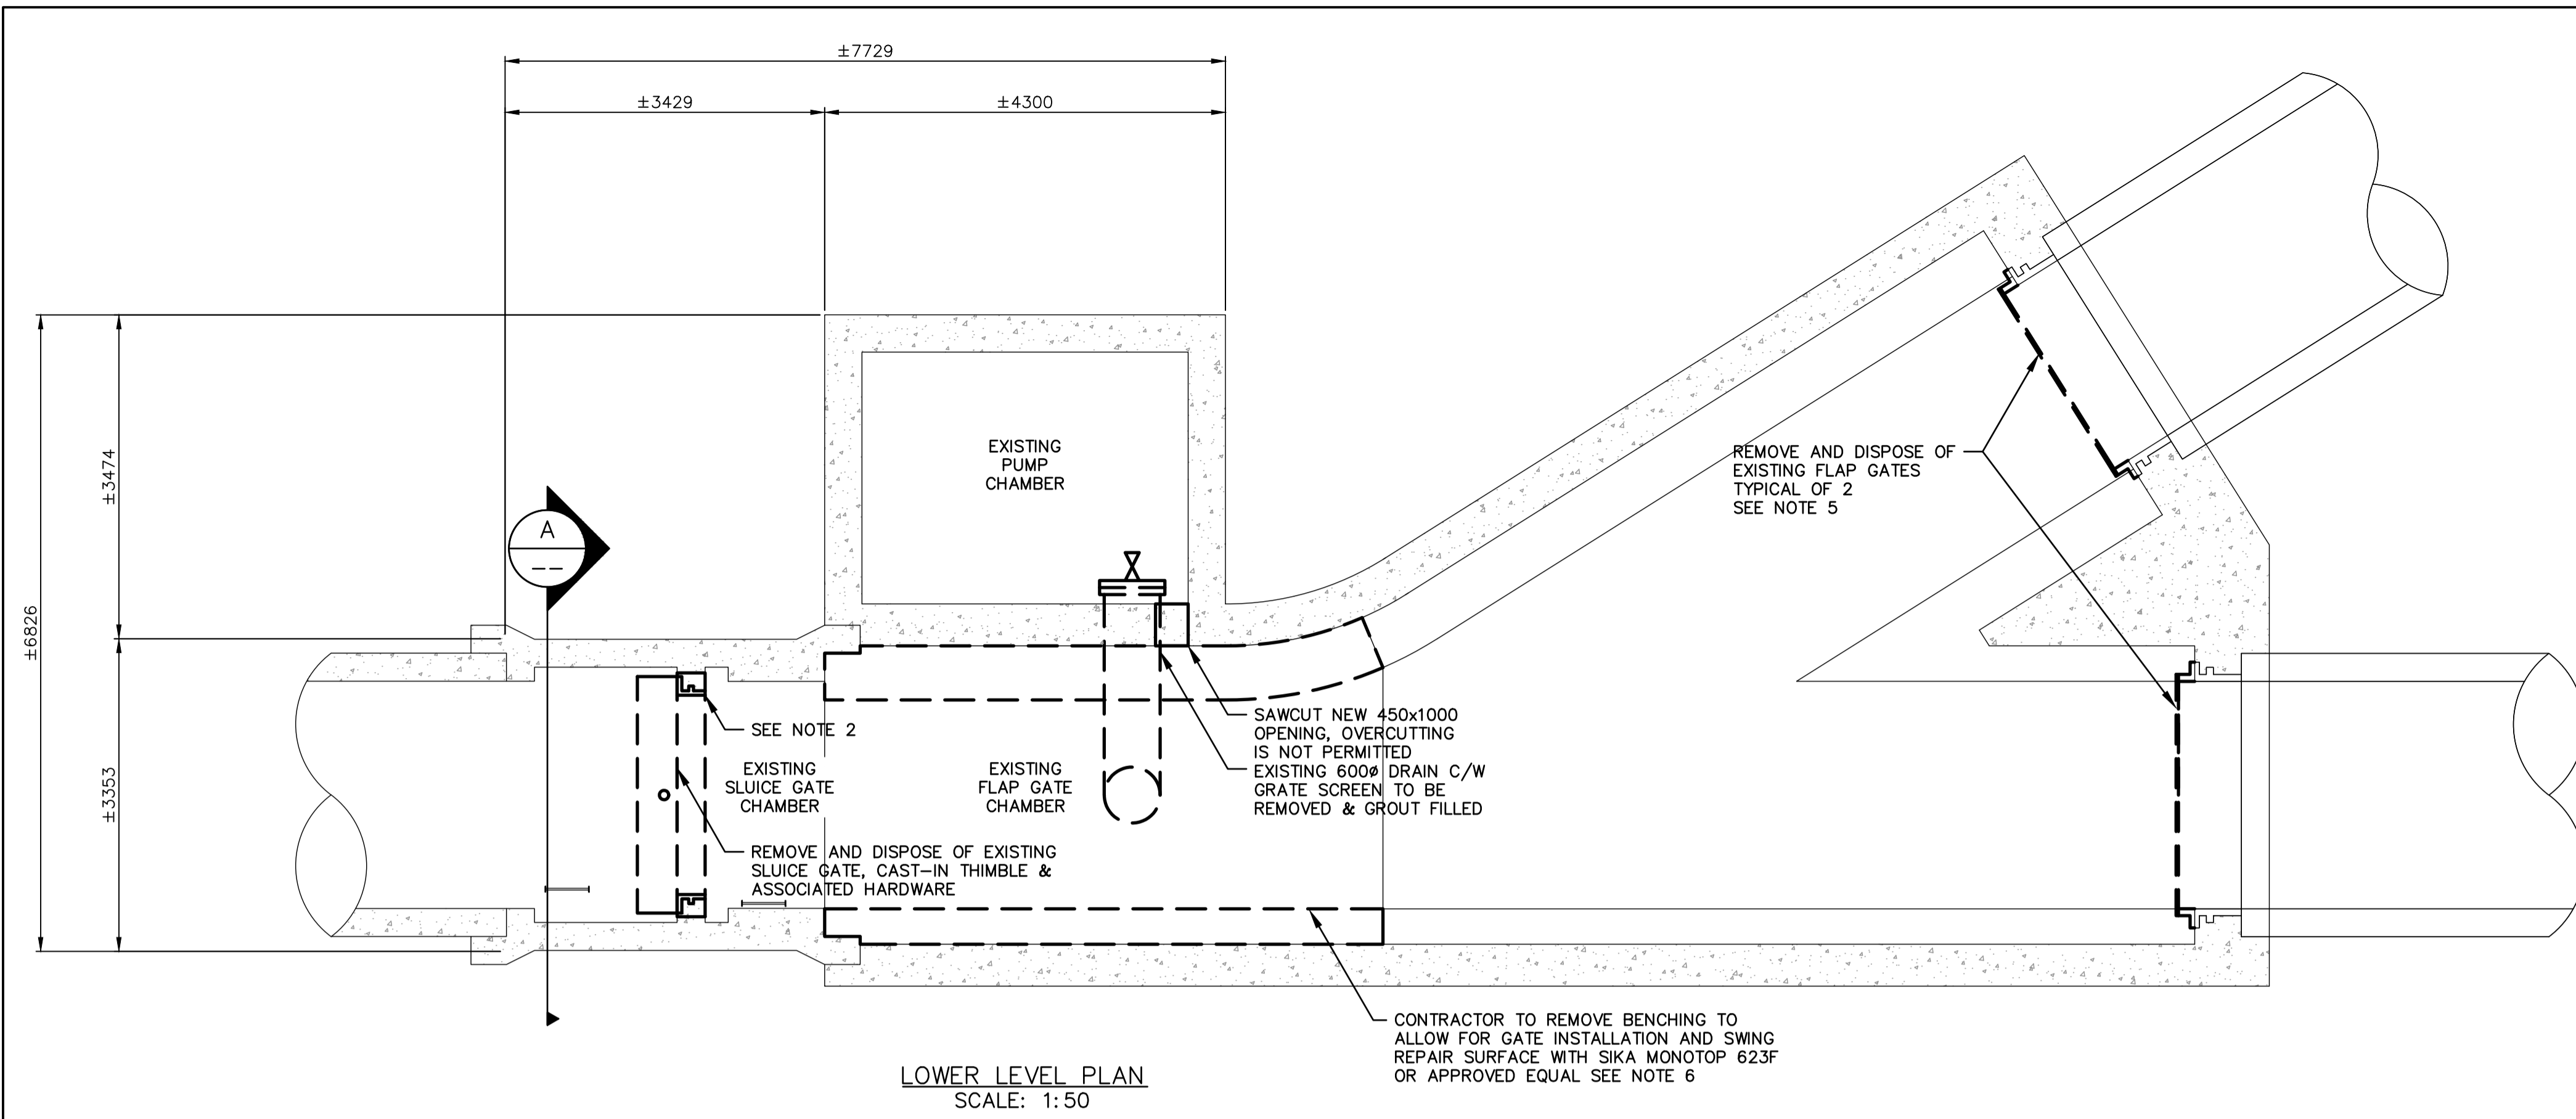 ±7729
±3429
±4300
±6826
±3474
±3353
A
--
EXISTING
PUMP
CHAMBER
REMOVE AND DISPOSE OF
EXISTING FLAP GATES
TYPICAL OF 2
SEE NOTE 5
SEE NOTE 2
EXISTING
SLUICE GATE
CHAMBER
EXISTING
FLAP GATE
CHAMBER
SAWCUT NEW 450x1000
OPENING, OVERCUTTING
IS NOT PERMITTED
EXISTING 600ø DRAIN C/W
GRATE SCREEN TO BE
REMOVED & GROUT FILLED
REMOVE AND DISPOSE OF EXISTING
SLUICE GATE, CAST-IN THIMBLE &
ASSOCIATED HARDWARE
CONTRACTOR TO REMOVE BENCHING TO
ALLOW FOR GATE INSTALLATION AND SWING
REPAIR SURFACE WITH SIKA MONOTOP 623F
OR APPROVED EQUAL SEE NOTE 6
LOWER LEVEL PLAN
SCALE: 1:50